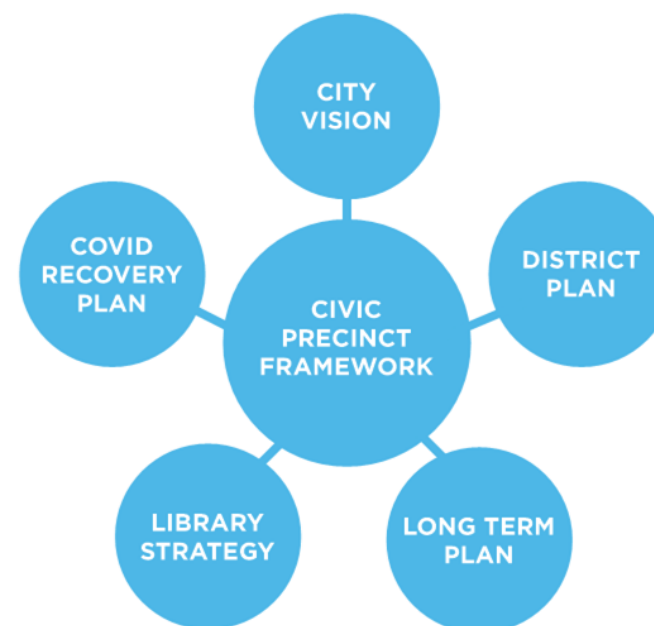 CITY
VISION
COVID
RECOVERY
PLAN
DISTRICT
PLAN
CIVIC
PRECINCT
FRAMEWORK
LIBRARY
STRATEGY
LONG TERM
PLAN